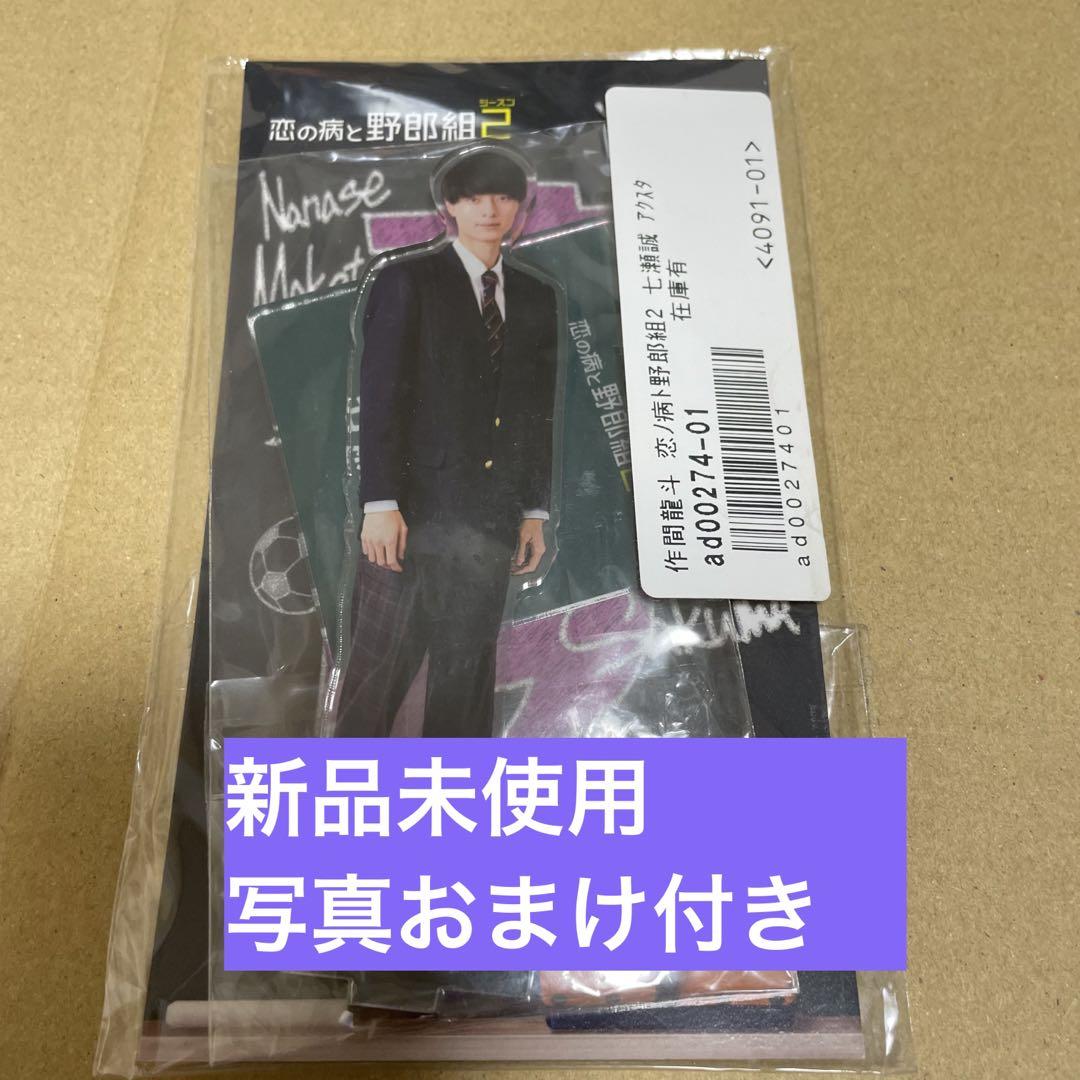 恋の病と野郎組2
シーズン
Nanase
作間龍斗 恋ノ病ト野郎組2 七瀬誠 アクスタ
在庫有
ad00274-01
ad0027401
<4091-01>
新品未使用
写真おまけ付き